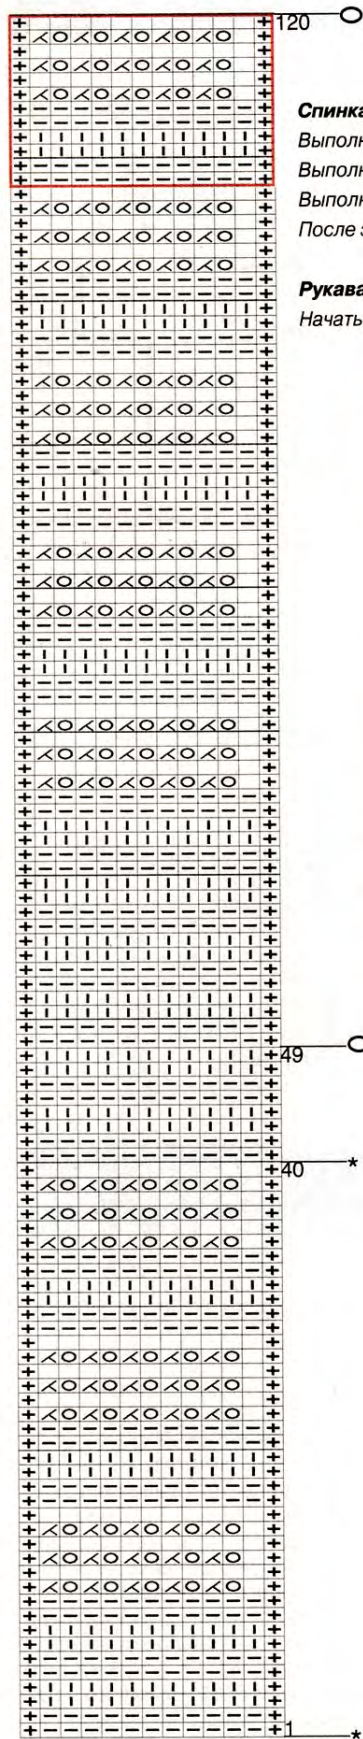 120
Спинка
Выполн
Выполн
Выполн
После з
Рукава
Начать
49
40
*
1
*